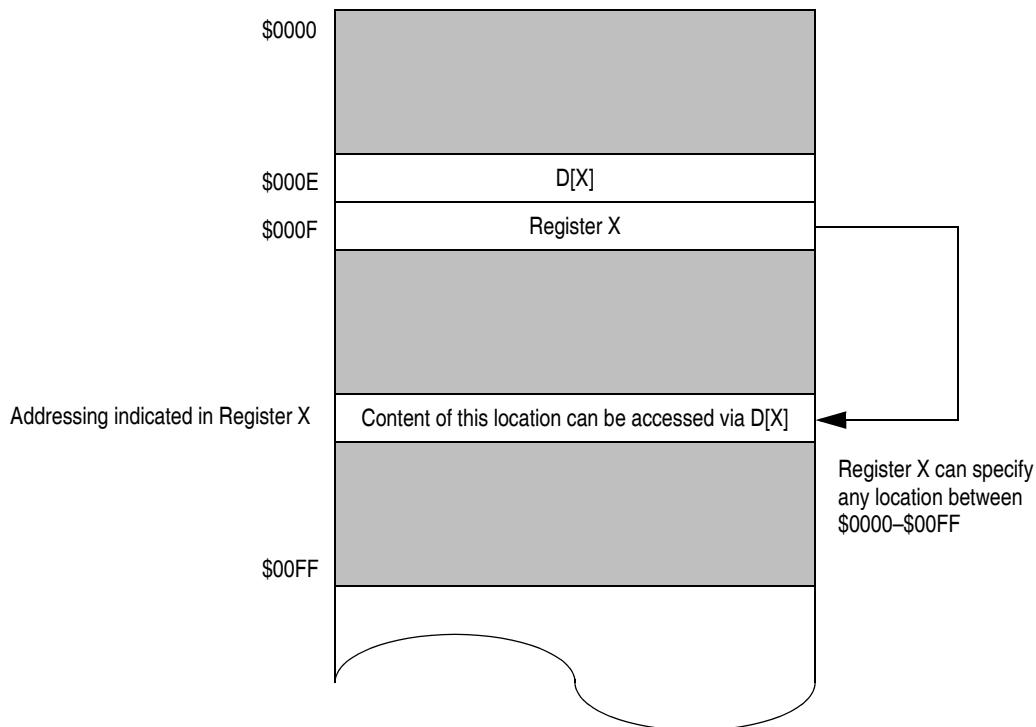 $0000
$000E
D[X]
$000F
Register X
Addressing indicated in Register X
Content of this location can be accessed via D[X]
Register X can specify
any location between
$0000–$00FF
$00FF